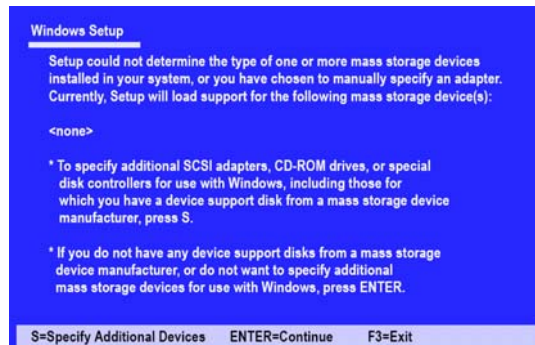 Windows Setup
Setup could not determine the type of one or more mass storage devices
installed in your system, or you have chosen to manually specify an adapter.
Currently, Setup will load support for the following mass storage device(s):
<none>
* To specify additional SCSI adapters, CD-ROM drives, or special
disk controllers for use with Windows, including those for
which you have a device support disk from a mass storage device
manufacturer, press S.
* If you do not have any device support disks from a mass storage
device manufacturer, or do not want to specify additional
mass storage devices for use with Windows, press ENTER.
S=Specify Additional Devices ENTER=Continue F3=Exit